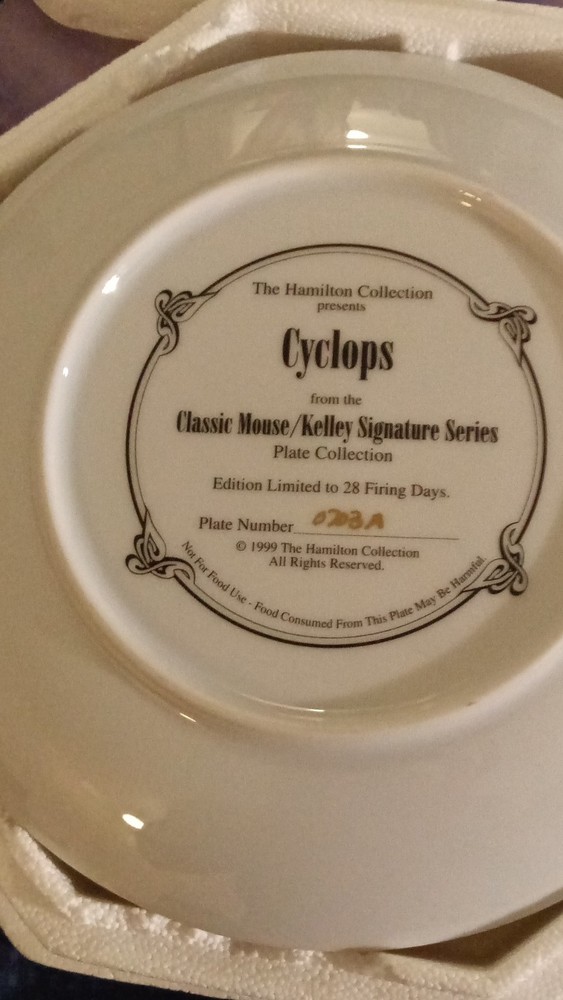 The Hamilton Collection
presents
Cyclops
from the
Classic Mouse/Kelley Signature Series
Plate Collection
Edition Limited to 28 Firing Days.
Plate Number 0203A
© 1999 The Hamilton Collection
All Rights Reserved.
Not For Food Use - Food Consumed From This Plate May Be Harmful.